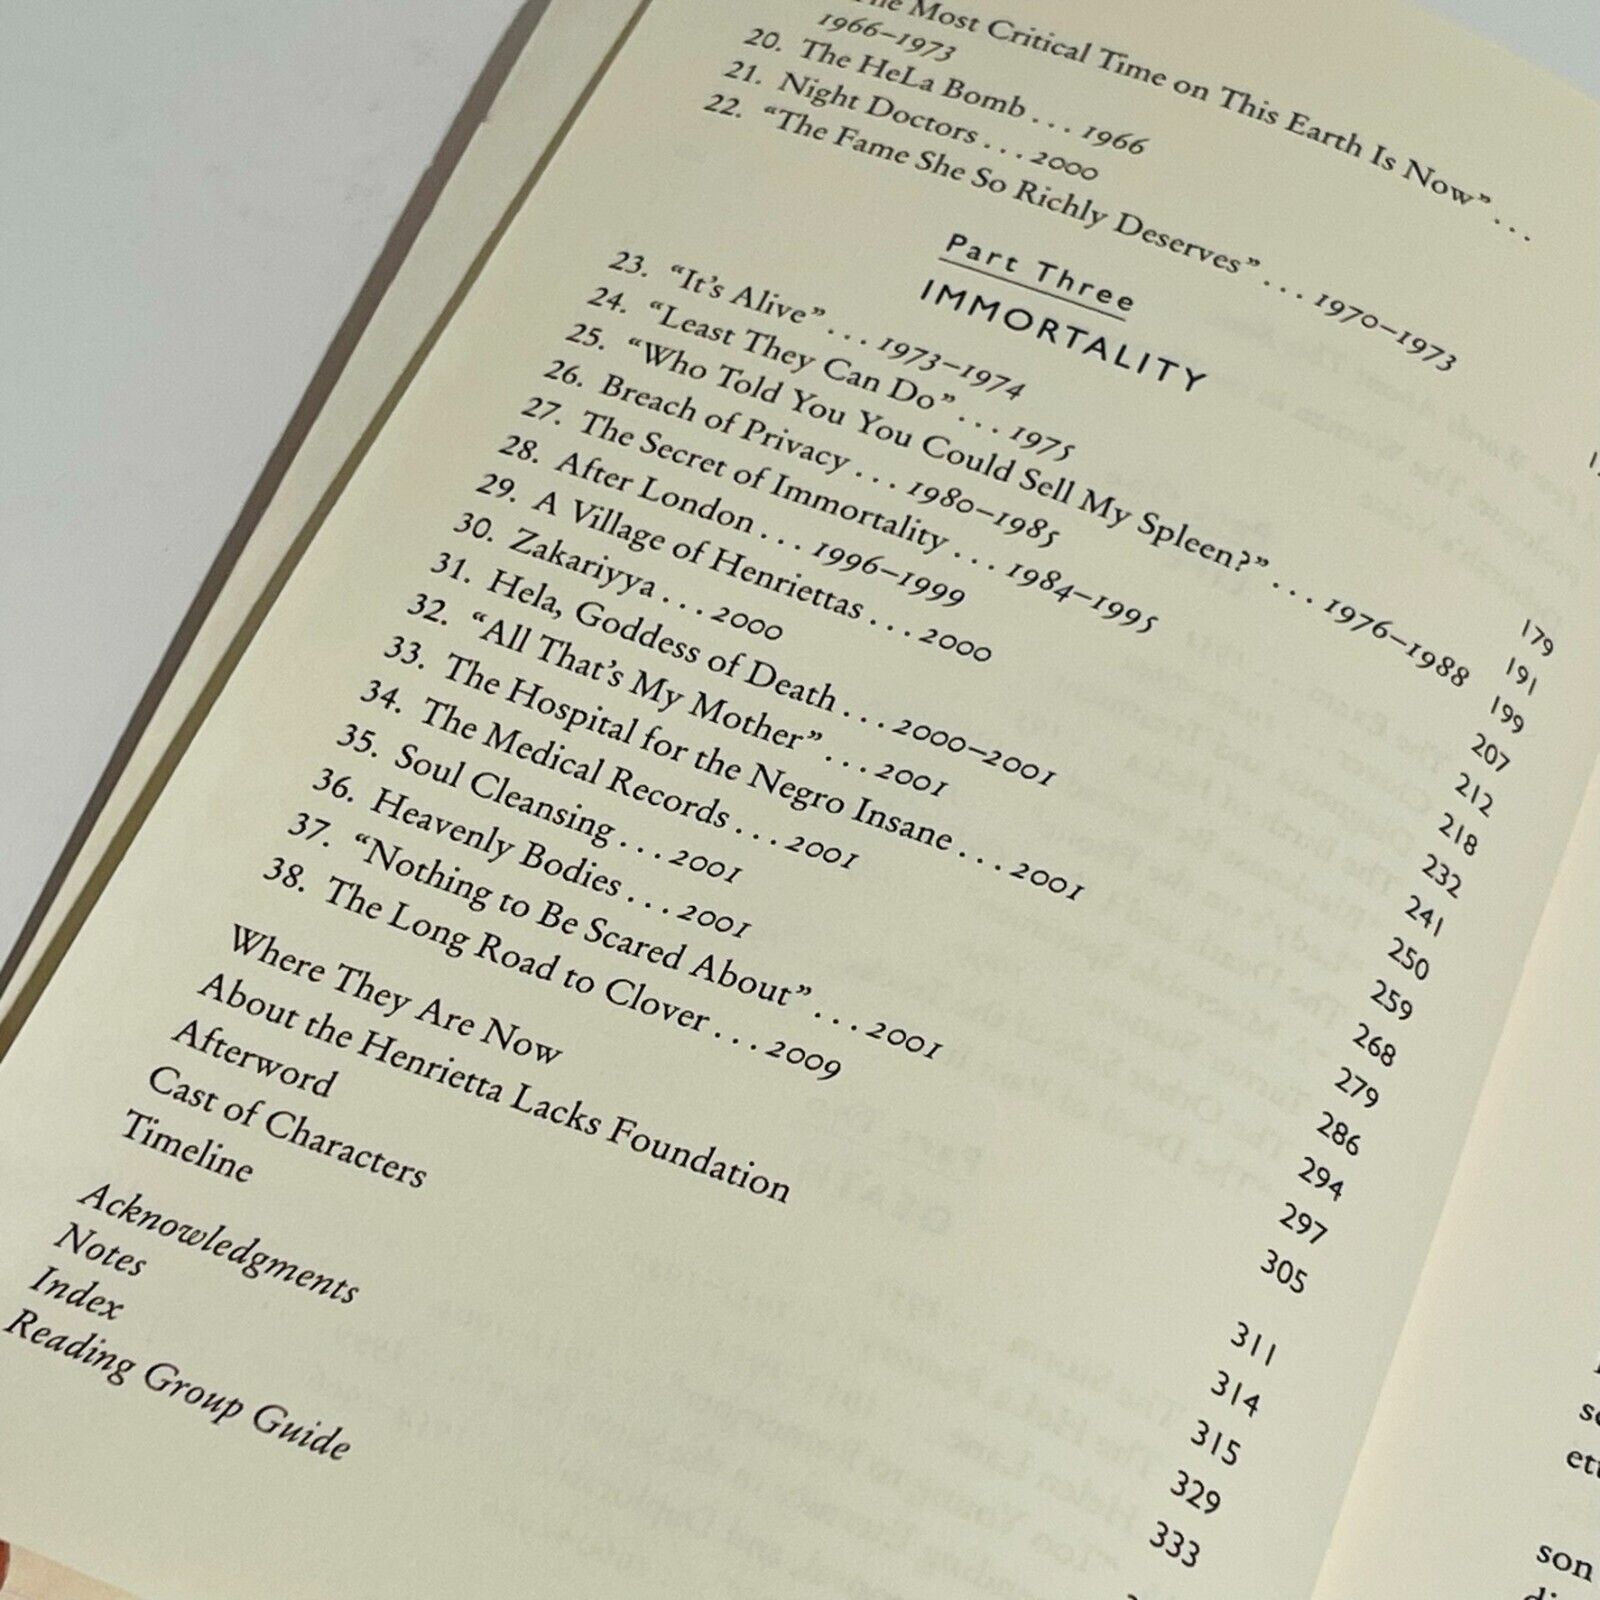 Most Critical Time on This Earth Is Now” . . .
1966–1973
20. The HeLa Bomb . . . 1966
21. Night Doctors . . . 2000
22. “The Fame She So Richly Deserves” . . . 1970–1973
Part Three
IMMORTALITY
23. “It’s Alive” . . . 1973–1974 179
24. “Least They Can Do” . . . 1975 191
25. “Who Told You You Could Sell My Spleen?” . . . 1976–1988 199
26. Breach of Privacy . . . 1980–1985 207
27. The Secret of Immortality . . . 1984–1995 212
28. After London . . . 1996–1999 218
29. A Village of Henriettas . . . 2000 232
30. Zakariyya . . . 2000 241
31. Hela, Goddess of Death . . . 2000–2001 250
32. “All That’s My Mother” . . . 2001 259
33. The Hospital for the Negro Insane . . . 2001 268
34. The Medical Records . . . 2001 279
35. Soul Cleansing . . . 2001 286
36. Heavenly Bodies . . . 2001 294
37. “Nothing to Be Scared About” . . . 2001 297
38. The Long Road to Clover . . . 2009 305
Where They Are Now 311
About the Henrietta Lacks Foundation 314
Afterword 315
Cast of Characters 329
Timeline 333
Acknowledgments
Notes
Index
Reading Group Guide
son